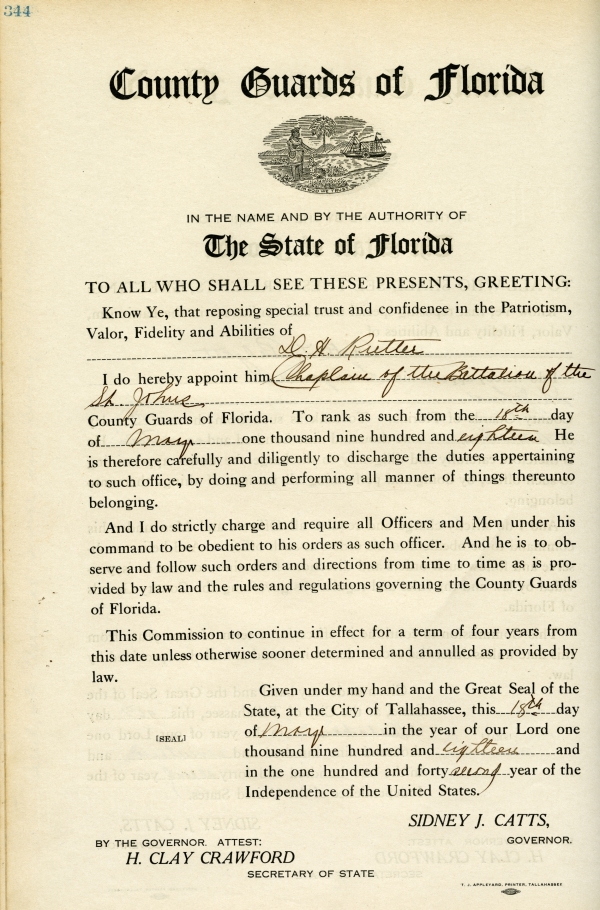 344
County Guards of Florida
IN GOD WE TRUST
IN THE NAME AND BY THE AUTHORITY OF
The State of Florida
TO ALL WHO SHALL SEE THESE PRESENTS, GREETING:
Know Ye, that reposing special trust and confidenee in the Patriotism,
Valor, Fidelity and Abilities of
D. H. Rutter
I do hereby appoint him Chaplain of the Battalion of the
St. Johns
County Guards of Florida. To rank as such from the 18th day
of May one thousand nine hundred and eighteen He
is therefore carefully and diligently to discharge the duties appertaining
to such office, by doing and performing all manner of things thereunto
belonging.
And I do strictly charge and require all Officers and Men under his
command to be obedient to his orders as such officer. And he is to ob-
serve and follow such orders and directions from time to time as is pro-
vided by law and the rules and regulations governing the County Guards
of Florida.
This Commission to continue in effect for a term of four years from
this date unless otherwise sooner determined and annulled as provided by
law.
Given under my hand and the Great Seal of the
State, at the City of Tallahassee, this 18th day
of May in the year of our Lord one
[SEAL]
thousand nine hundred and eighteen and
in the one hundred and forty second year of the
Independence of the United States.
SIDNEY J. CATTS,
GOVERNOR.
BY THE GOVERNOR. ATTEST:
H. CLAY CRAWFORD
SECRETARY OF STATE
T. J. APPLEYARD, PRINTER, TALLAHASSEE